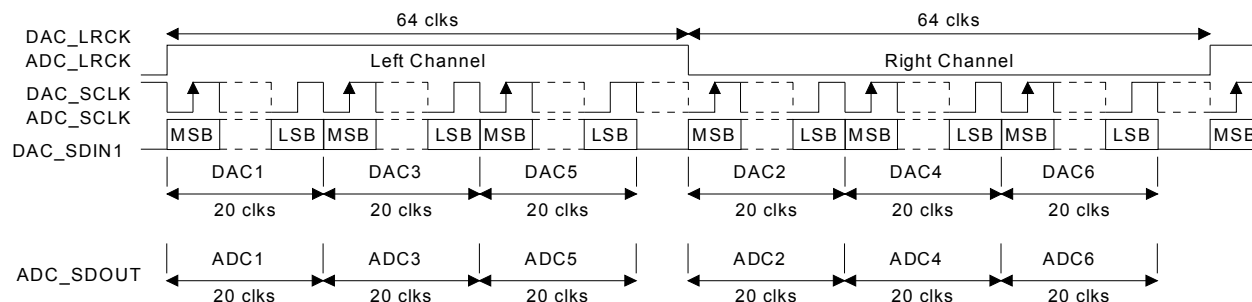 64 clks 64 clks
DAC_LRCK
ADC_LRCK Left Channel Right Channel
DAC_SCLK
ADC_SCLK
MSB LSB MSB LSB MSB LSB MSB LSB MSB LSB MSB LSB MSB
DAC_SDIN1
DAC1 DAC3 DAC5 DAC2 DAC4 DAC6
20 clks 20 clks 20 clks 20 clks 20 clks 20 clks
ADC1 ADC3 ADC5 ADC2 ADC4 ADC6
ADC_SDOUT
20 clks 20 clks 20 clks 20 clks 20 clks 20 clks